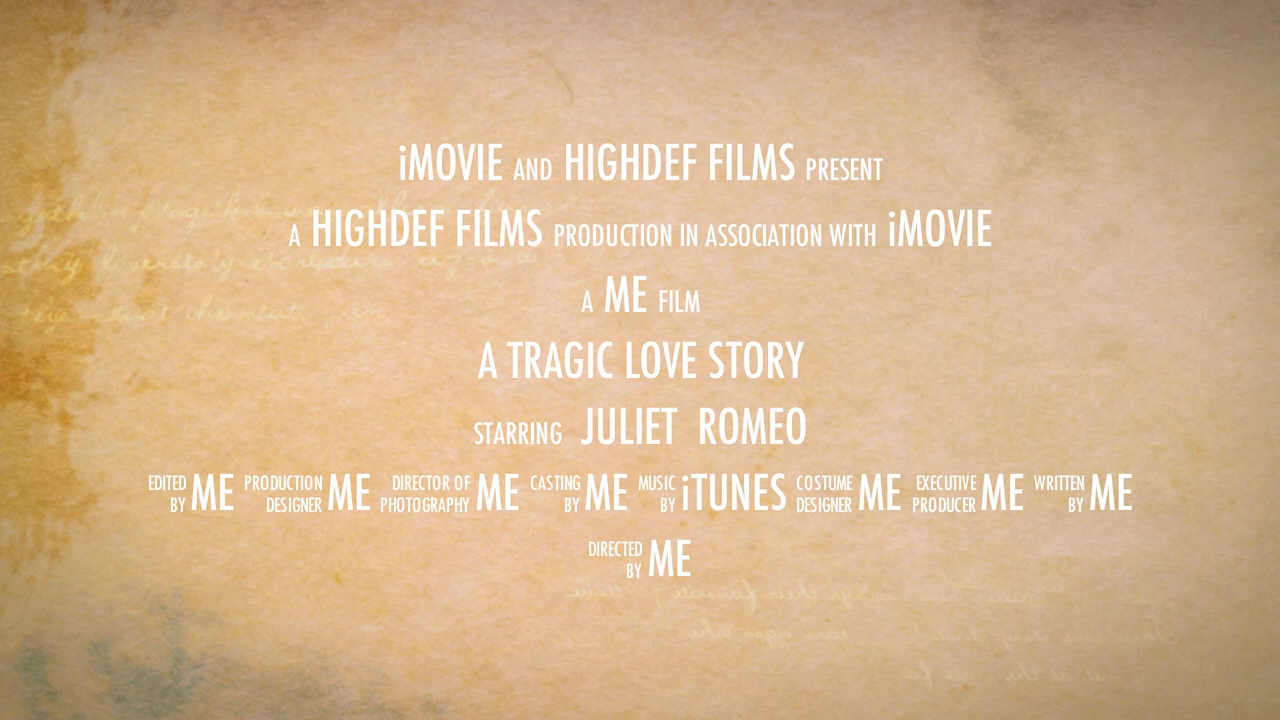 iMOVIE AND HIGHDEF FILMS PRESENT
A HIGHDEF FILMS PRODUCTION IN ASSOCIATION WITH iMOVIE
A ME FILM
A TRAGIC LOVE STORY
STARRING JULIET ROMEO
EDITED BY ME PRODUCTION DESIGNER ME DIRECTOR OF PHOTOGRAPHY ME CASTING BY ME MUSIC BY iTUNES COSTUME DESIGNER ME EXECUTIVE PRODUCER ME WRITTEN BY ME
DIRECTED BY ME